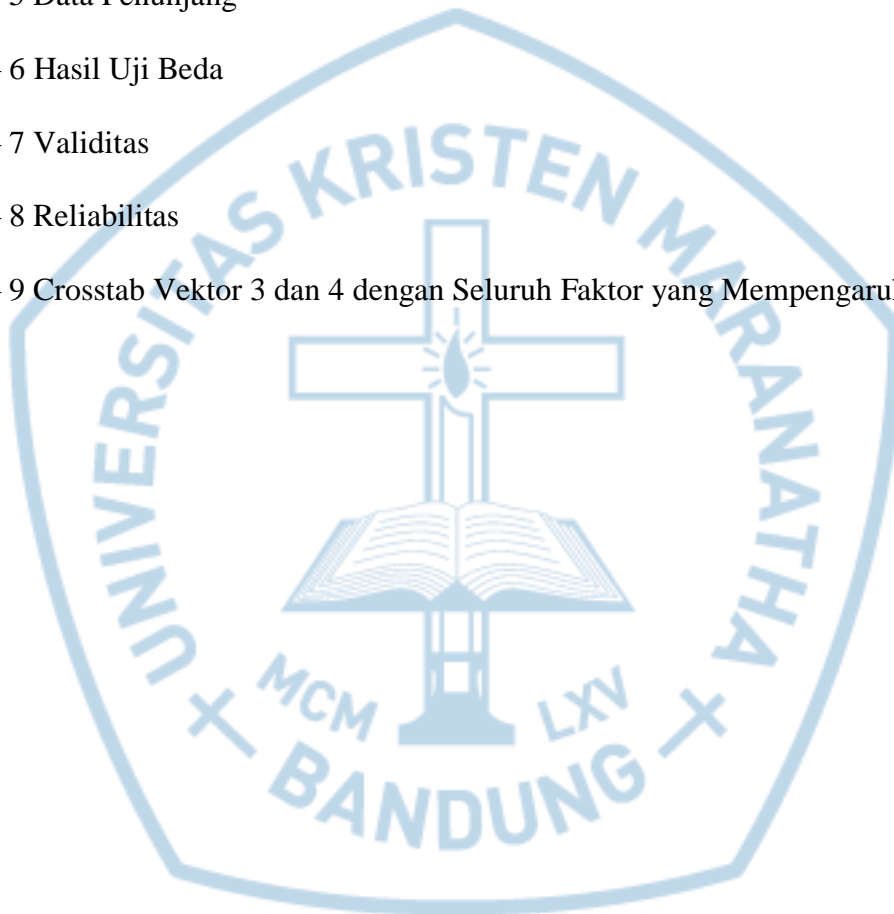 5 Data Penunjang
- 6 Hasil Uji Beda
- 7 Validitas
- 8 Reliabilitas
- 9 Crosstab Vektor 3 dan 4 dengan Seluruh Faktor yang
UNIVERSITAS KRISTEN MARANATHA
MCM LXV
BANDUNG